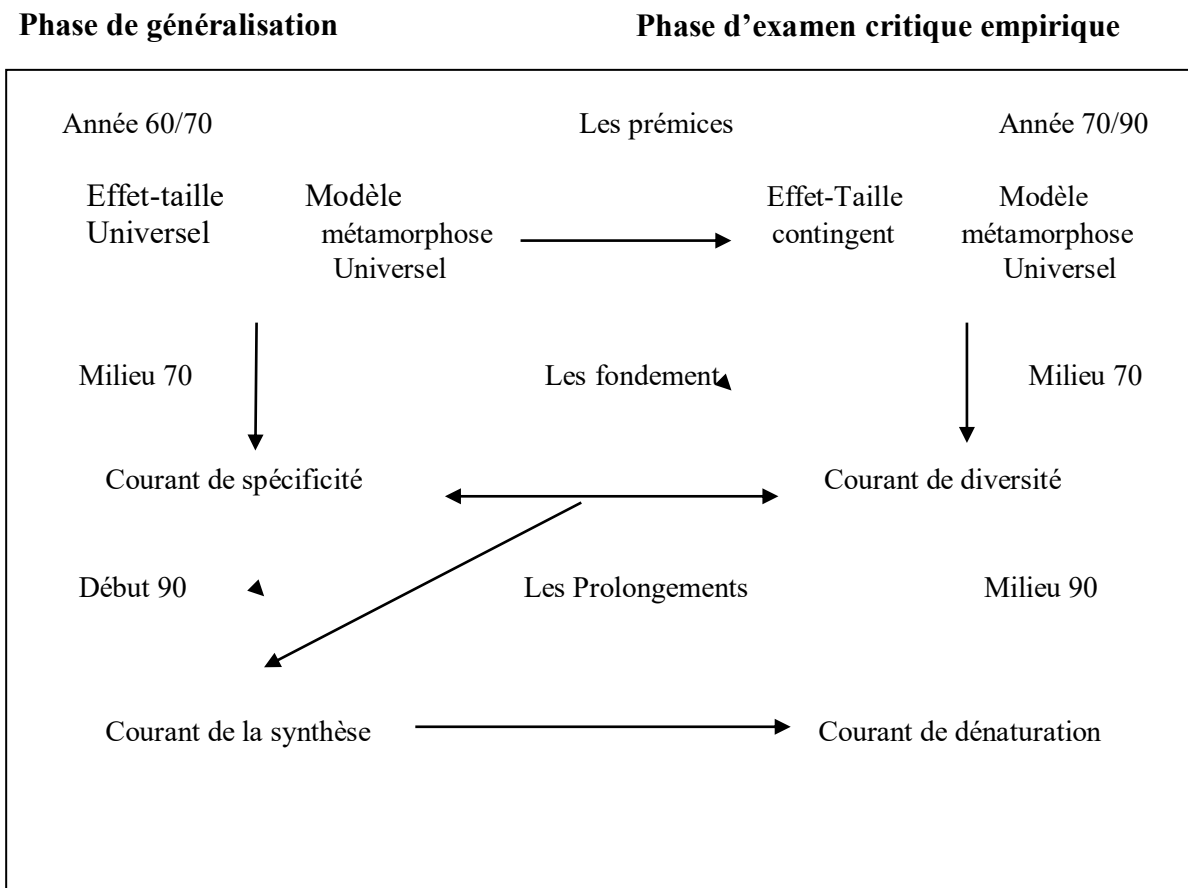 Phase de généralisation Phase d’examen critique empirique
Année 60/70 Les prémices Année 70/90
Effet-taille Modèle Effet-Taille Modèle
Universel métamorphose contingent métamorphose
Universel Universel
Milieu 70 Les fondement Milieu 70
Courant de spécificité Courant de diversité
Début 90 Les Prolongements Milieu 90
Courant de la synthèse Courant de dénaturation